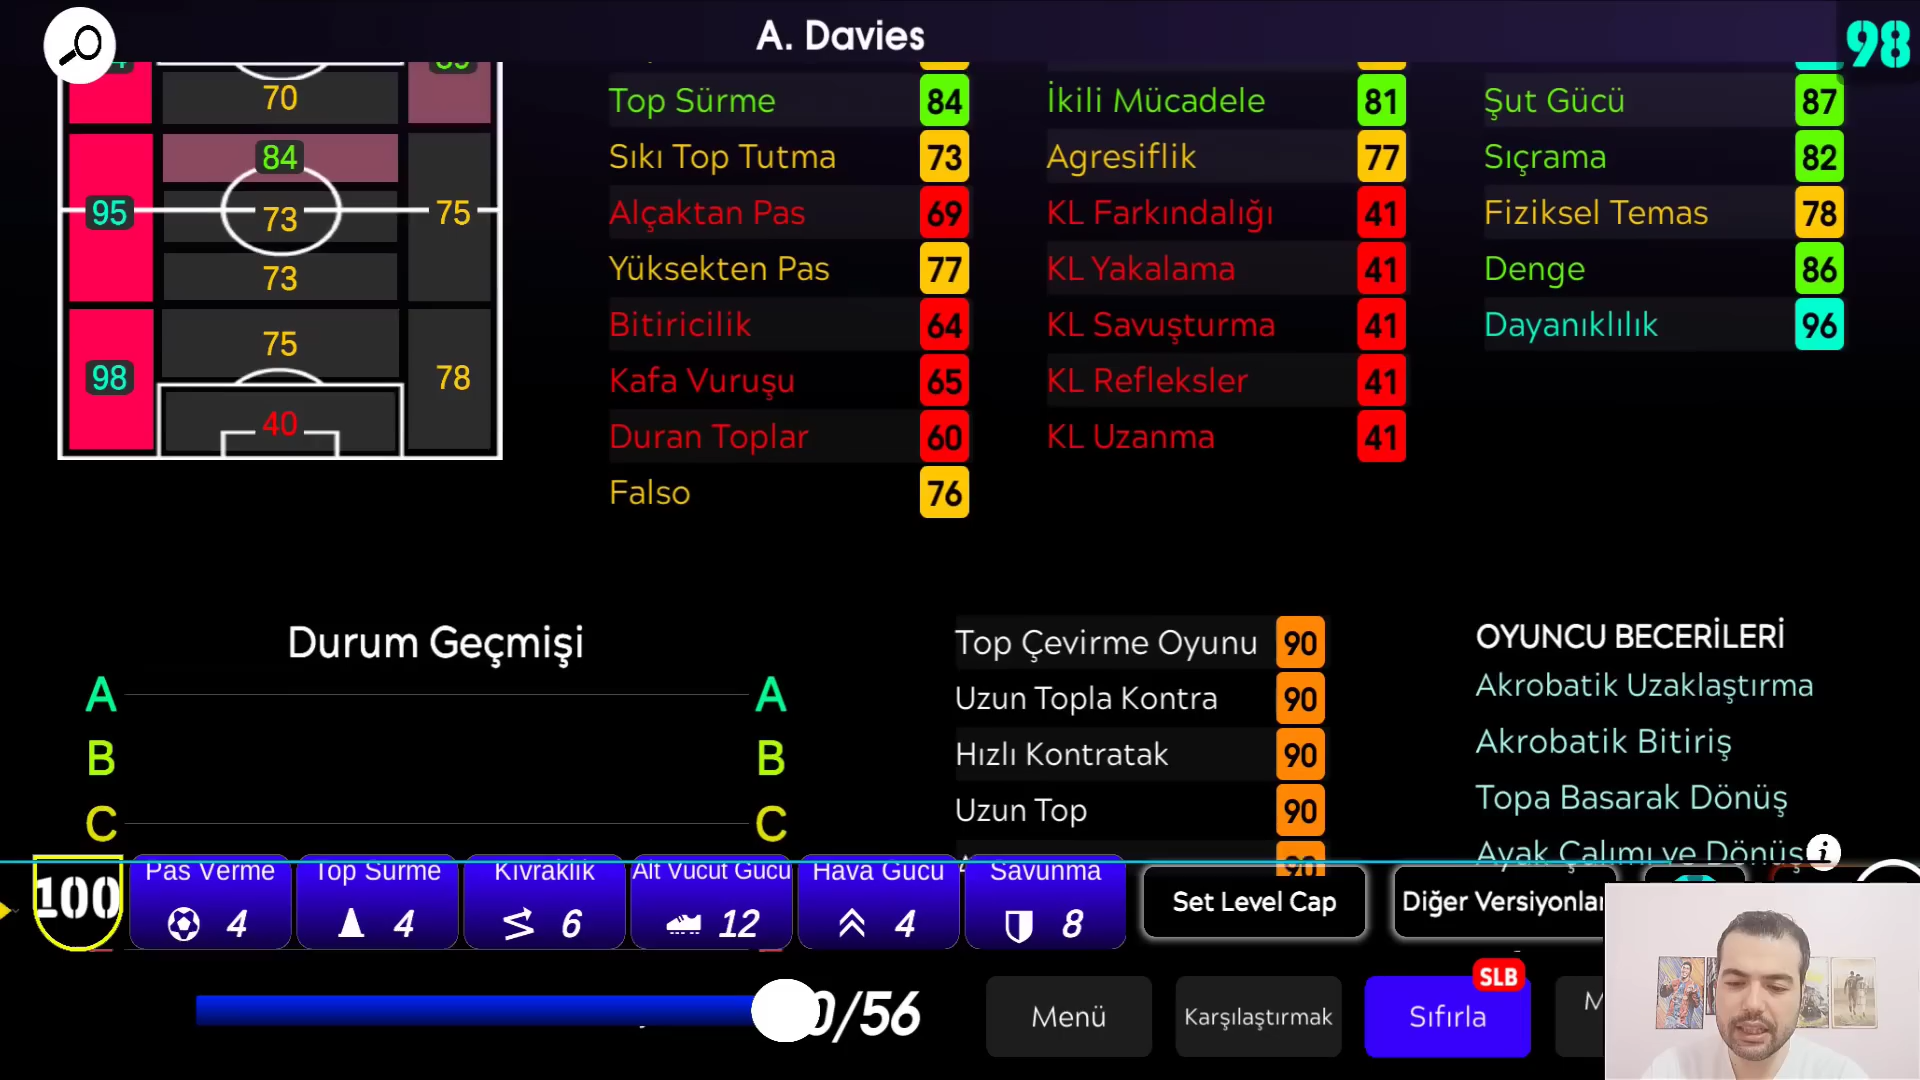 A. Davies
98
70
84
95
73
75
73
75
98
78
40
Top Sürme 84
Sıkı Top Tutma 73
Alçaktan Pas 69
Yüksekten Pas 77
Bitiricilik 64
Kafa Vuruşu 65
Duran Toplar 60
Falso 76
İkili Mücadele 81
Agresiflik 77
KL Farkındalığı 41
KL Yakalama 41
KL Savuşturma 41
KL Refleksler 41
KL Uzanma 41
Şut Gücü 87
Sıçrama 82
Fiziksel Temas 78
Denge 86
Dayanıklılık 96
Durum Geçmişi
A A
B B
C C
Top Çevirme Oyunu 90
Uzun Topla Kontra 90
Hızlı Kontratak 90
Uzun Top 90
90
OYUNCU BECERİLERİ
Akrobatik Uzaklaştırma
Akrobatik Bitiriş
Topa Basarak Dönüş
Ayak Çalımı ve Dönüş
i
100
Pas Verme 4
Top Sürme 4
Kıvraklık 6
Alt Vücut Gücü 12
Hava Gücü 4
Savunma 8
Set Level Cap
Diğer Versiyonlar
0/56
Menü
Karşılaştırmak
SLB
Sıfırla
M